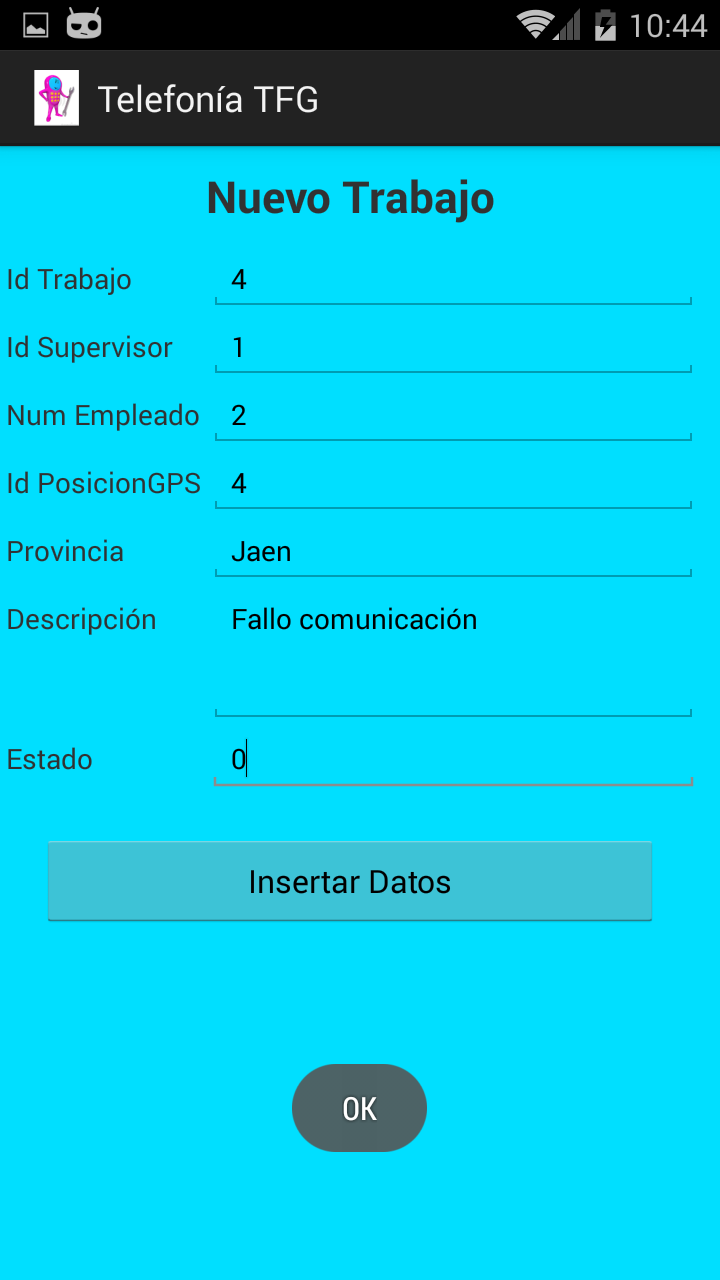 10:44
Telefonía TFG
Nuevo Trabajo
Id Trabajo 4
Id Supervisor 1
Num Empleado 2
Id PosicionGPS 4
Provincia Jaen
Descripción Fallo comunicación
Estado 0
Insertar Datos
OK